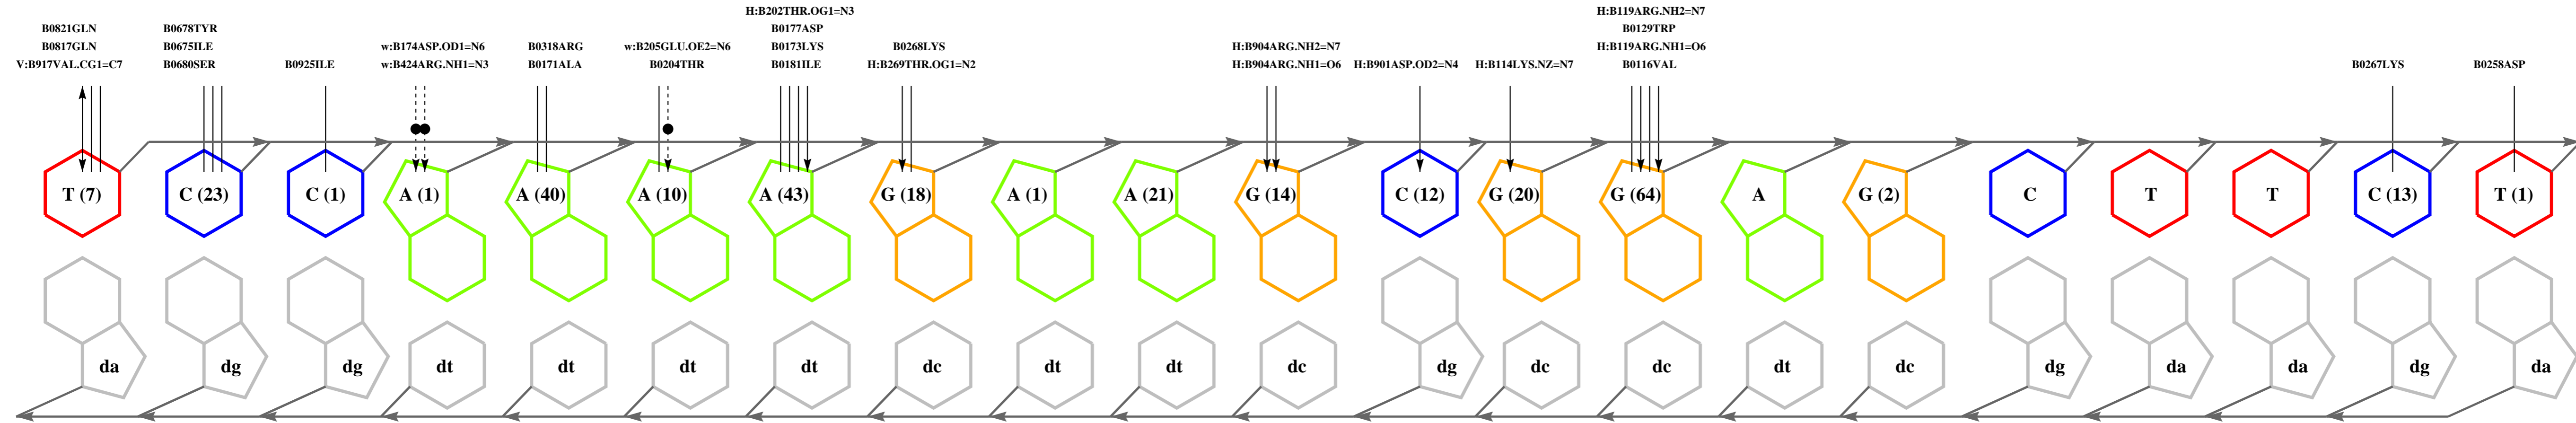 H:B202THR.OG1=N3 H:B119ARG.NH2=N7
B0821GLN B0678TYR B0177ASP B0129TRP
B0817GLN B0675ILE w:B174ASP.OD1=N6 B0318ARG w:B205GLU.OE2=N6 B0173LYS B0268LYS H:B904ARG.NH2=N7 H:B119ARG.NH1=O6
V:B917VAL.CG1=C7 B0680SER B0925ILE w:B424ARG.NH1=N3 B0171ALA B0204THR B0181ILE H:B269THR.OG1=N2 H:B904ARG.NH1=O6 H:B901ASP.OD2=N4 H:B114LYS.NZ=N7 B0116VAL B0267LYS B0258ASP
T (7) C (23) C (1) A (1) A (40) A (10) A (43) G (18) A (1) A (21) G (14) C (12) G (20) G (64) A G (2) C T T C (13) T (1)
da dg dg dt dt dt dt dc dt dt dc dg dc dc dt dc dg da da dg da